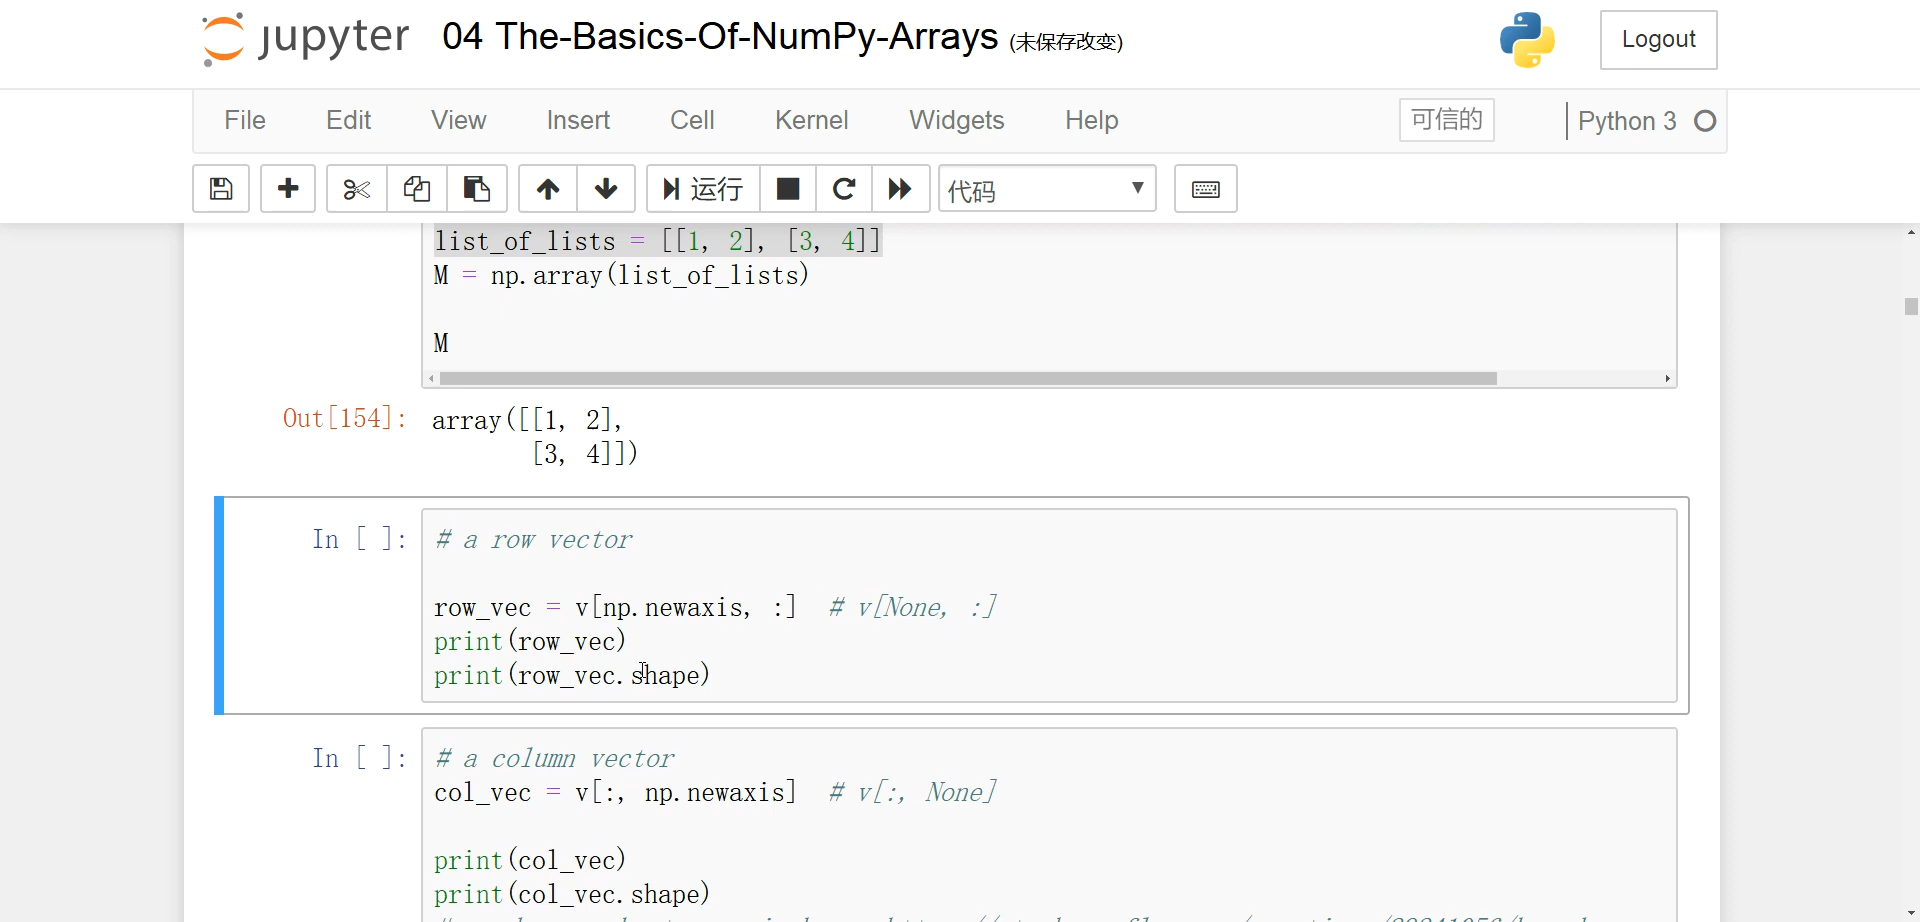 jupyter 04 The-Basics-Of-NumPy-Arrays (未保存改变) Logout
File Edit View Insert Cell Kernel Widgets Help 可信的 Python 3
运行 代码
list_of_lists = [[1, 2], [3, 4]]
M = np.array(list_of_lists)
M
Out[154]: array([[1, 2],
[3, 4]])
In [ ]: # a row vector
row_vec = v[np.newaxis, :] # v[None, :]
print(row_vec)
print(row_vec.shape)
In [ ]: # a column vector
col_vec = v[:, np.newaxis] # v[:, None]
print(col_vec)
print(col_vec.shape)